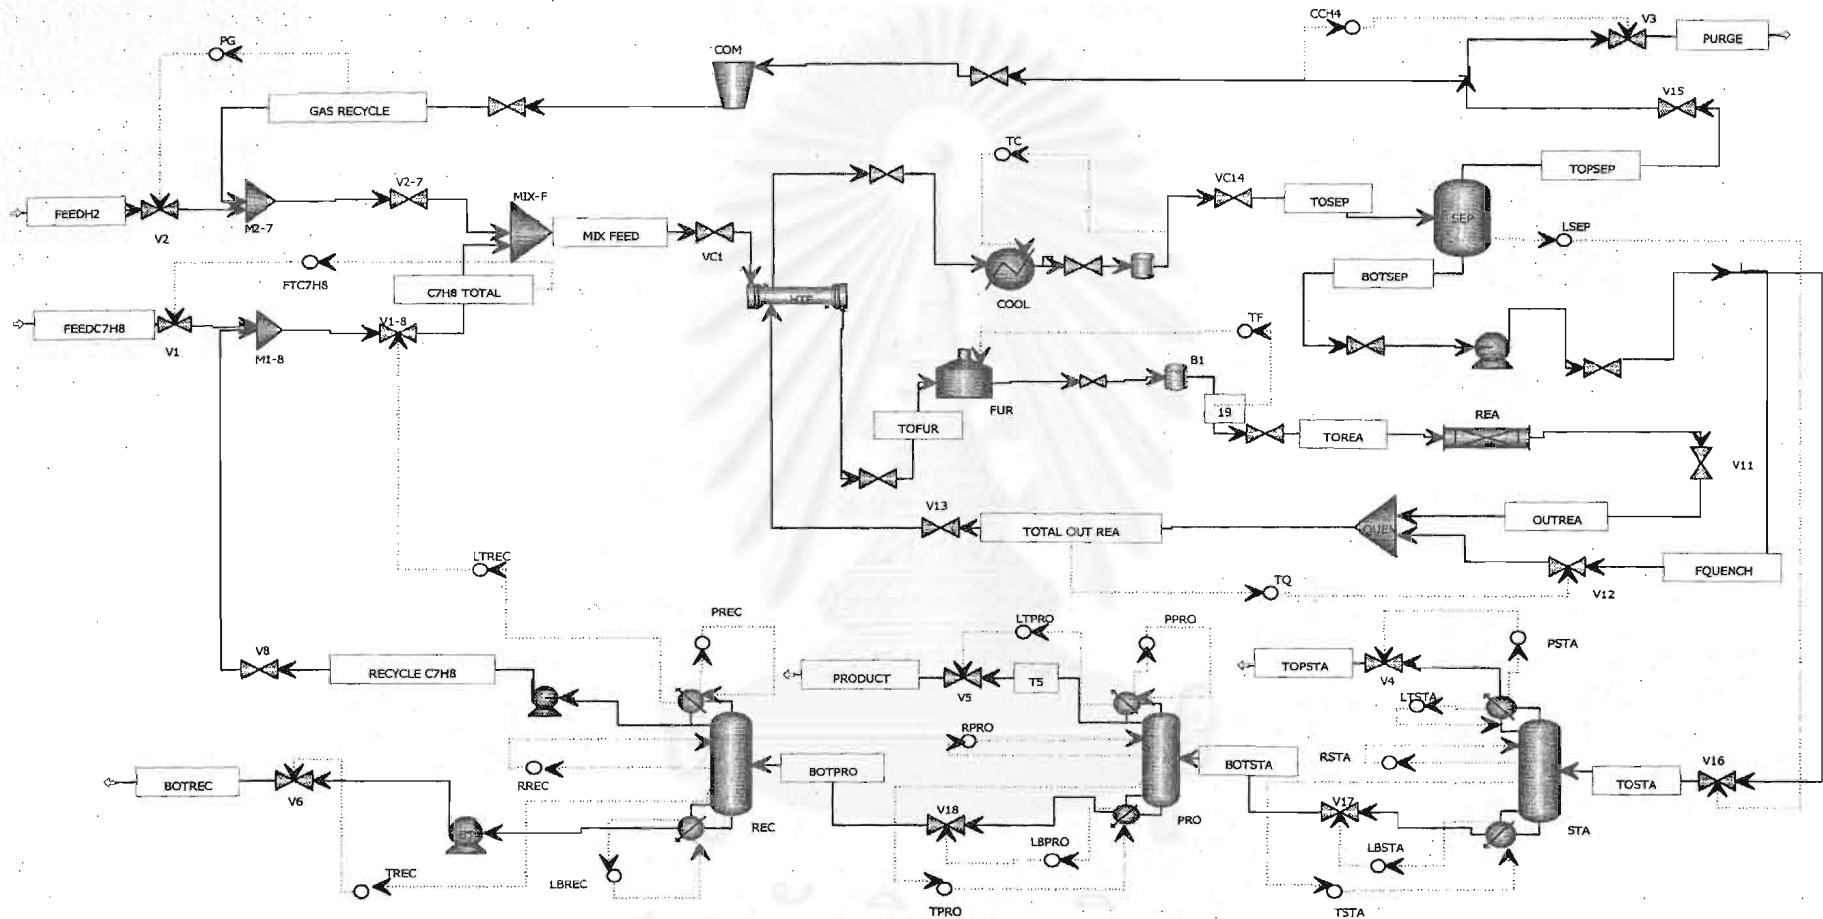 CCH4
V3
PURGE
PG
COM
GAS RECYCLE
V15
TC
TOPSEP
V2-7
MIX-F
VC14
TOSEP
FEEDH2
V2
M2-7
MIX FEED
SEP
LSEP
VC1
BOTSEP
FTC7H8
C7H8 TOTAL
HTE
COOL
FEEDC7H8
V1
M1-8
V1-8
TF
B1
FUR
19
REA
TOFUR
TOREA
V11
V13
TOTAL OUT REA
QUEN
OUTREA
FQUENCH
LTREC
TQ
V12
PREC
LTPRO
PPRO
PSTA
V8
RECYCLE C7H8
PRODUCT
V5
T5
TOPSTA
V4
LTSTA
RPRO
RSTA
V16
BOTREC
V6
RREC
BOTPRO
BOTSTA
TOSTA
REC
V18
PRO
V17
STA
TREC
LBREC
LBPRO
LBSTA
TPRO
TSTA